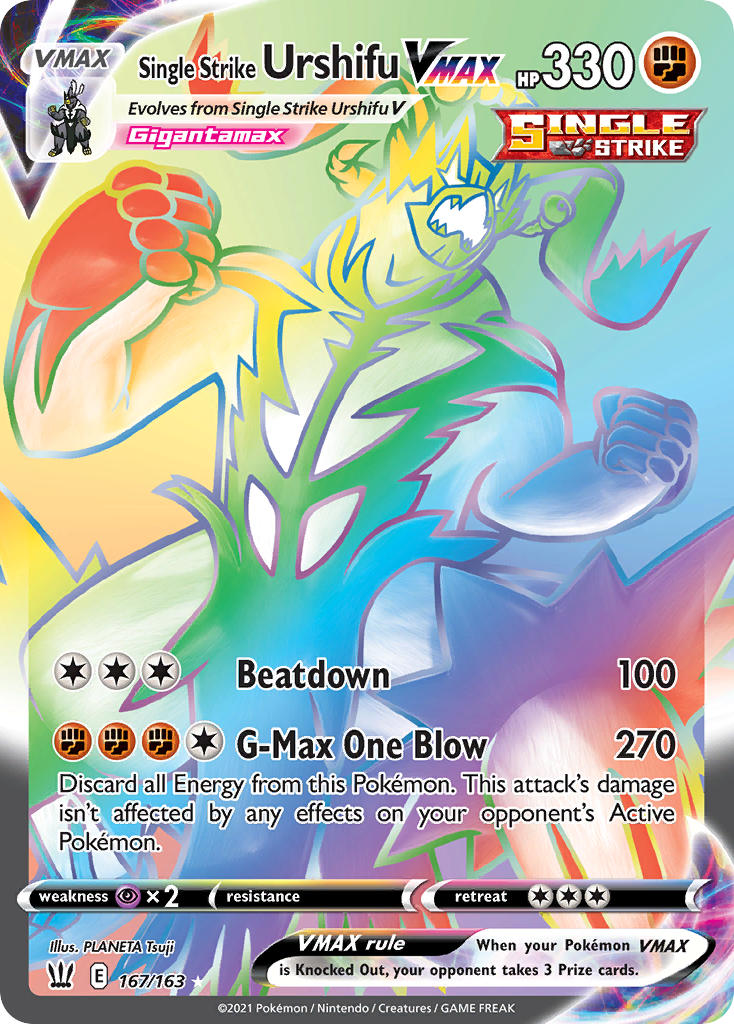 VMAX
Single Strike Urshifu VMAX HP 330
Evolves from Single Strike Urshifu V
Gigantamax
SINGLE STRIKE
Beatdown 100
G-Max One Blow 270
Discard all Energy from this Pokémon. This attack's damage
isn't affected by any effects on your opponent's Active
Pokémon.
weakness ×2 resistance retreat
Illus. PLANETA Tsuji
VMAX rule When your Pokémon VMAX
is Knocked Out, your opponent takes 3 Prize cards.
E 167/163
©2021 Pokémon / Nintendo / Creatures / GAME FREAK